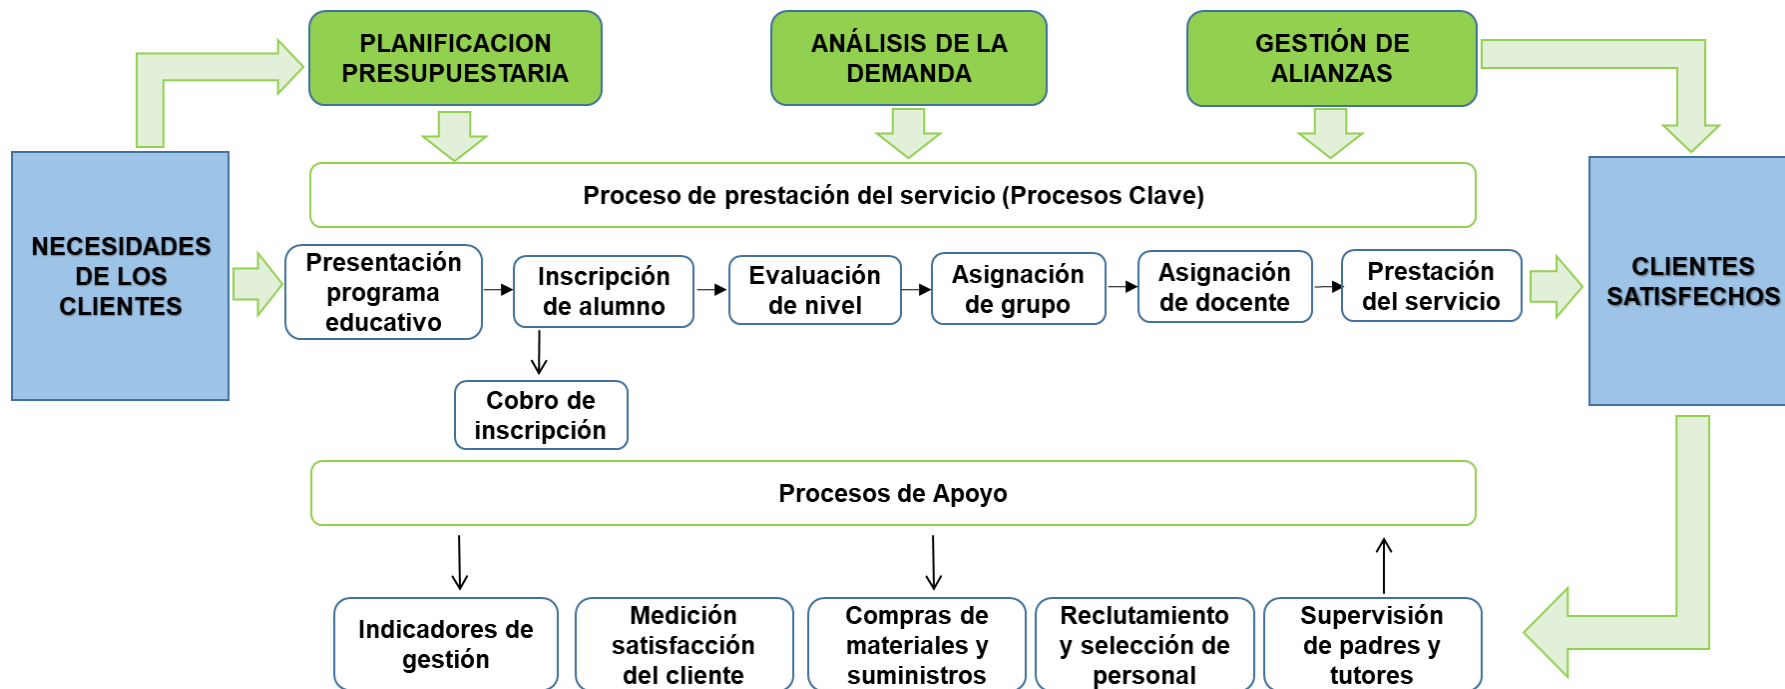 PLANIFICACION
PRESUPUESTARIA
ANÁLISIS DE LA
DEMANDA
GESTIÓN DE
ALIANZAS
Proceso de prestación del servicio (Procesos Clave)
NECESIDADES
DE LOS
CLIENTES
Presentación
programa
educativo
Inscripción
de alumno
Evaluación
de nivel
Asignación
de grupo
Asignación
de docente
Prestación
del servicio
CLIENTES
SATISFECHOS
Cobro de
inscripción
Procesos de Apoyo
Indicadores de
gestión
Medición
satisfacción
del cliente
Compras de
materiales y
suministros
Reclutamiento
y selección de
personal
Supervisión
de padres y
tutores